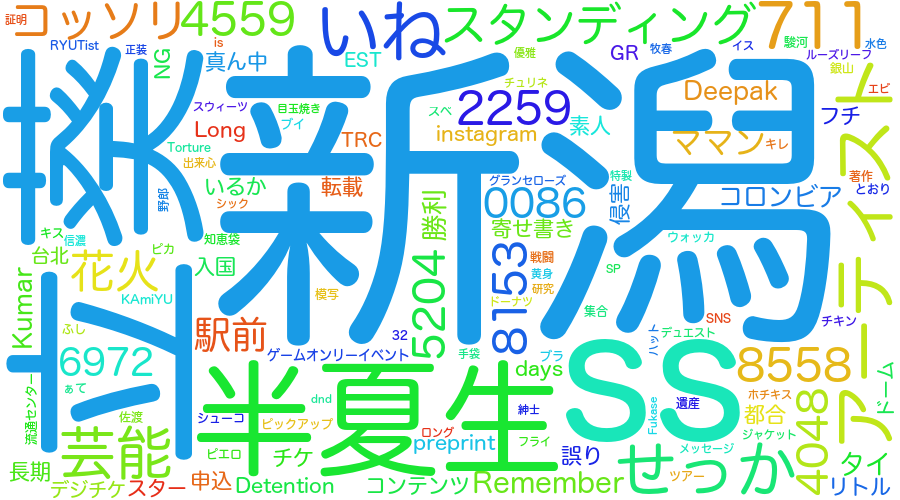 証明
コッソリ
4559
いね
スタンディング
711
RYUTist
正装
is
NG
真ん中
EST
優雅
GR
牧春
イス
駿河
ルーズリーフ
水色
銀山
チュリネ
Deepak
エビ
スウィーツ
目玉焼き
スペ
2259
フチ
Long
プイ
TRC
instagram
素人
ママン
キレ
Torture
出来心
新潟
アーティスト
いるか
転載
グランセローズ
特製
著作
とおり
野郎
シック
0086
侵害
コロンビア
キス
信濃
知恵袋
勝利
寄せ書き
ウォッカ
台北
ピカ
花火
入国
戦闘
黄身
SP
Kumar
KAmiYU
模写
5204
8153
研究
ドーナツ
集合
SNS
チキン
ふし
駅前
32
ハット
デュエスト
6972
ゲームオンリーイベント
手袋
ブラ
8558
立
半夏生
SS
days
ドーム
流通センター
あて
dnd
紳士
Fukase
遺産
ホチキス
都合
4048
佐渡
シューコ
ピックアップ
ロング
preprint
フライ
ジャケット
芸能
ピエロ
チケ
誤り
せっか
メッセージ
タイ
長期
デジチケ
スター
申込
Detention
コンテンツ
Remember
ツアー
リトル